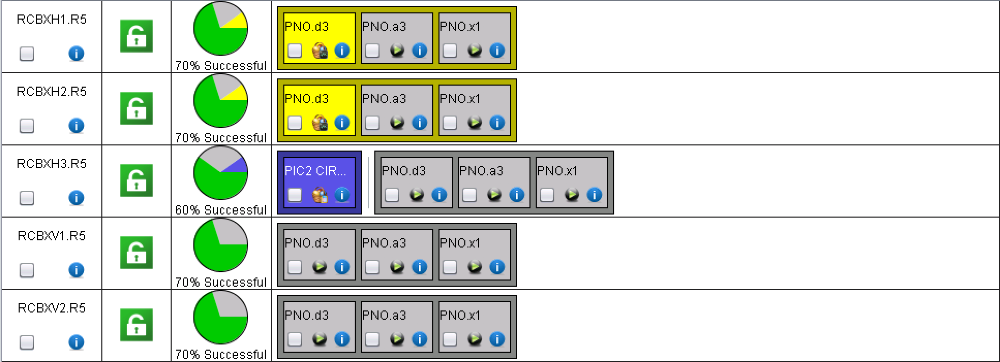 RCBXH1.R5
70% Successful
PNO.d3 PNO.a3 PNO.x1
RCBXH2.R5
70% Successful
PNO.d3 PNO.a3 PNO.x1
RCBXH3.R5
60% Successful
PIC2 CIR... PNO.d3 PNO.a3 PNO.x1
RCBXV1.R5
70% Successful
PNO.d3 PNO.a3 PNO.x1
RCBXV2.R5
70% Successful
PNO.d3 PNO.a3 PNO.x1